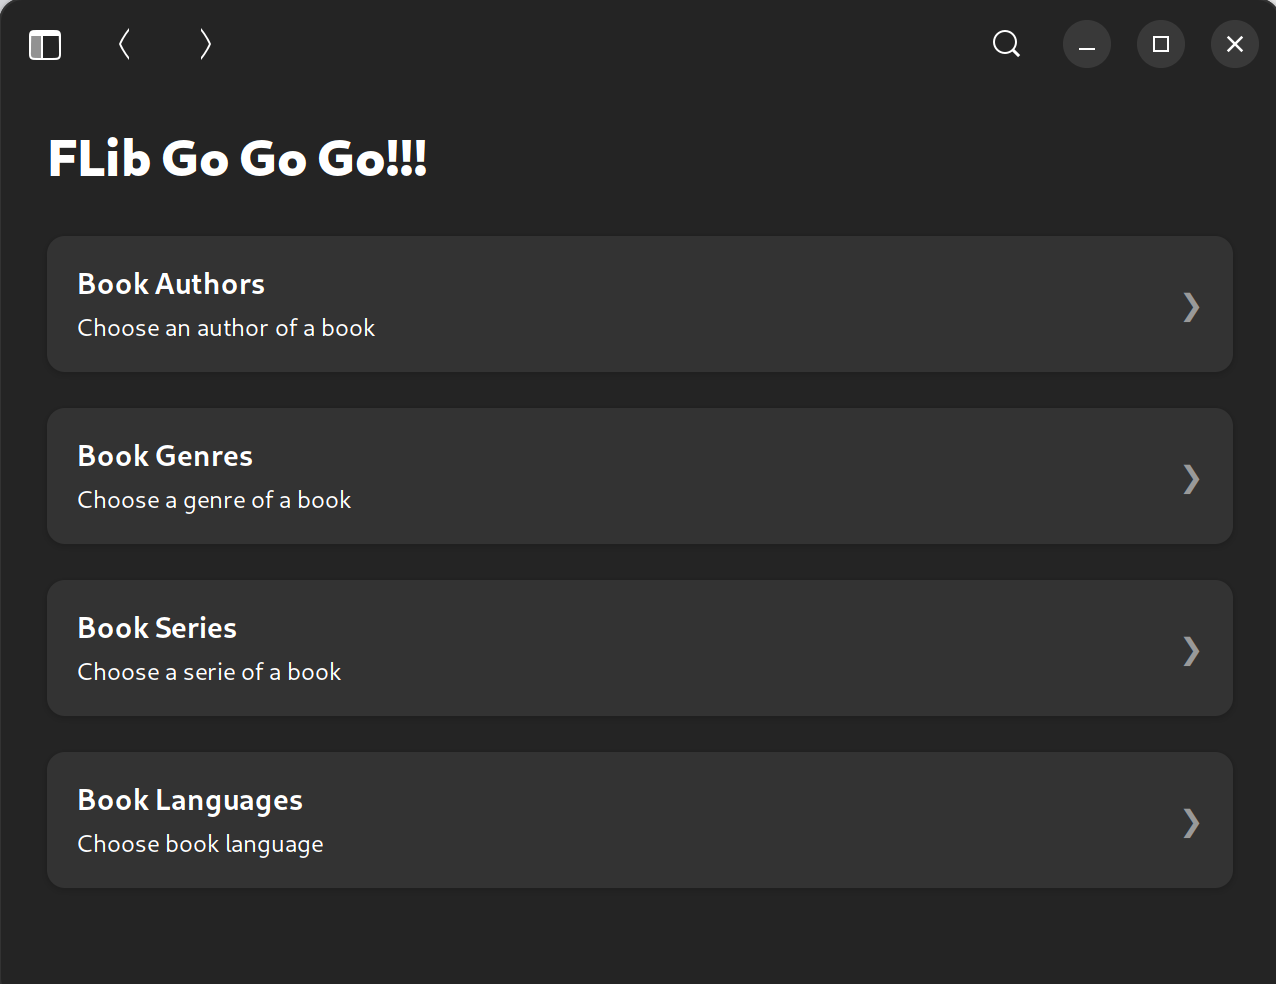 FLib Go Go Go!!!
Book Authors
Choose an author of a book
Book Genres
Choose a genre of a book
Book Series
Choose a serie of a book
Book Languages
Choose book language